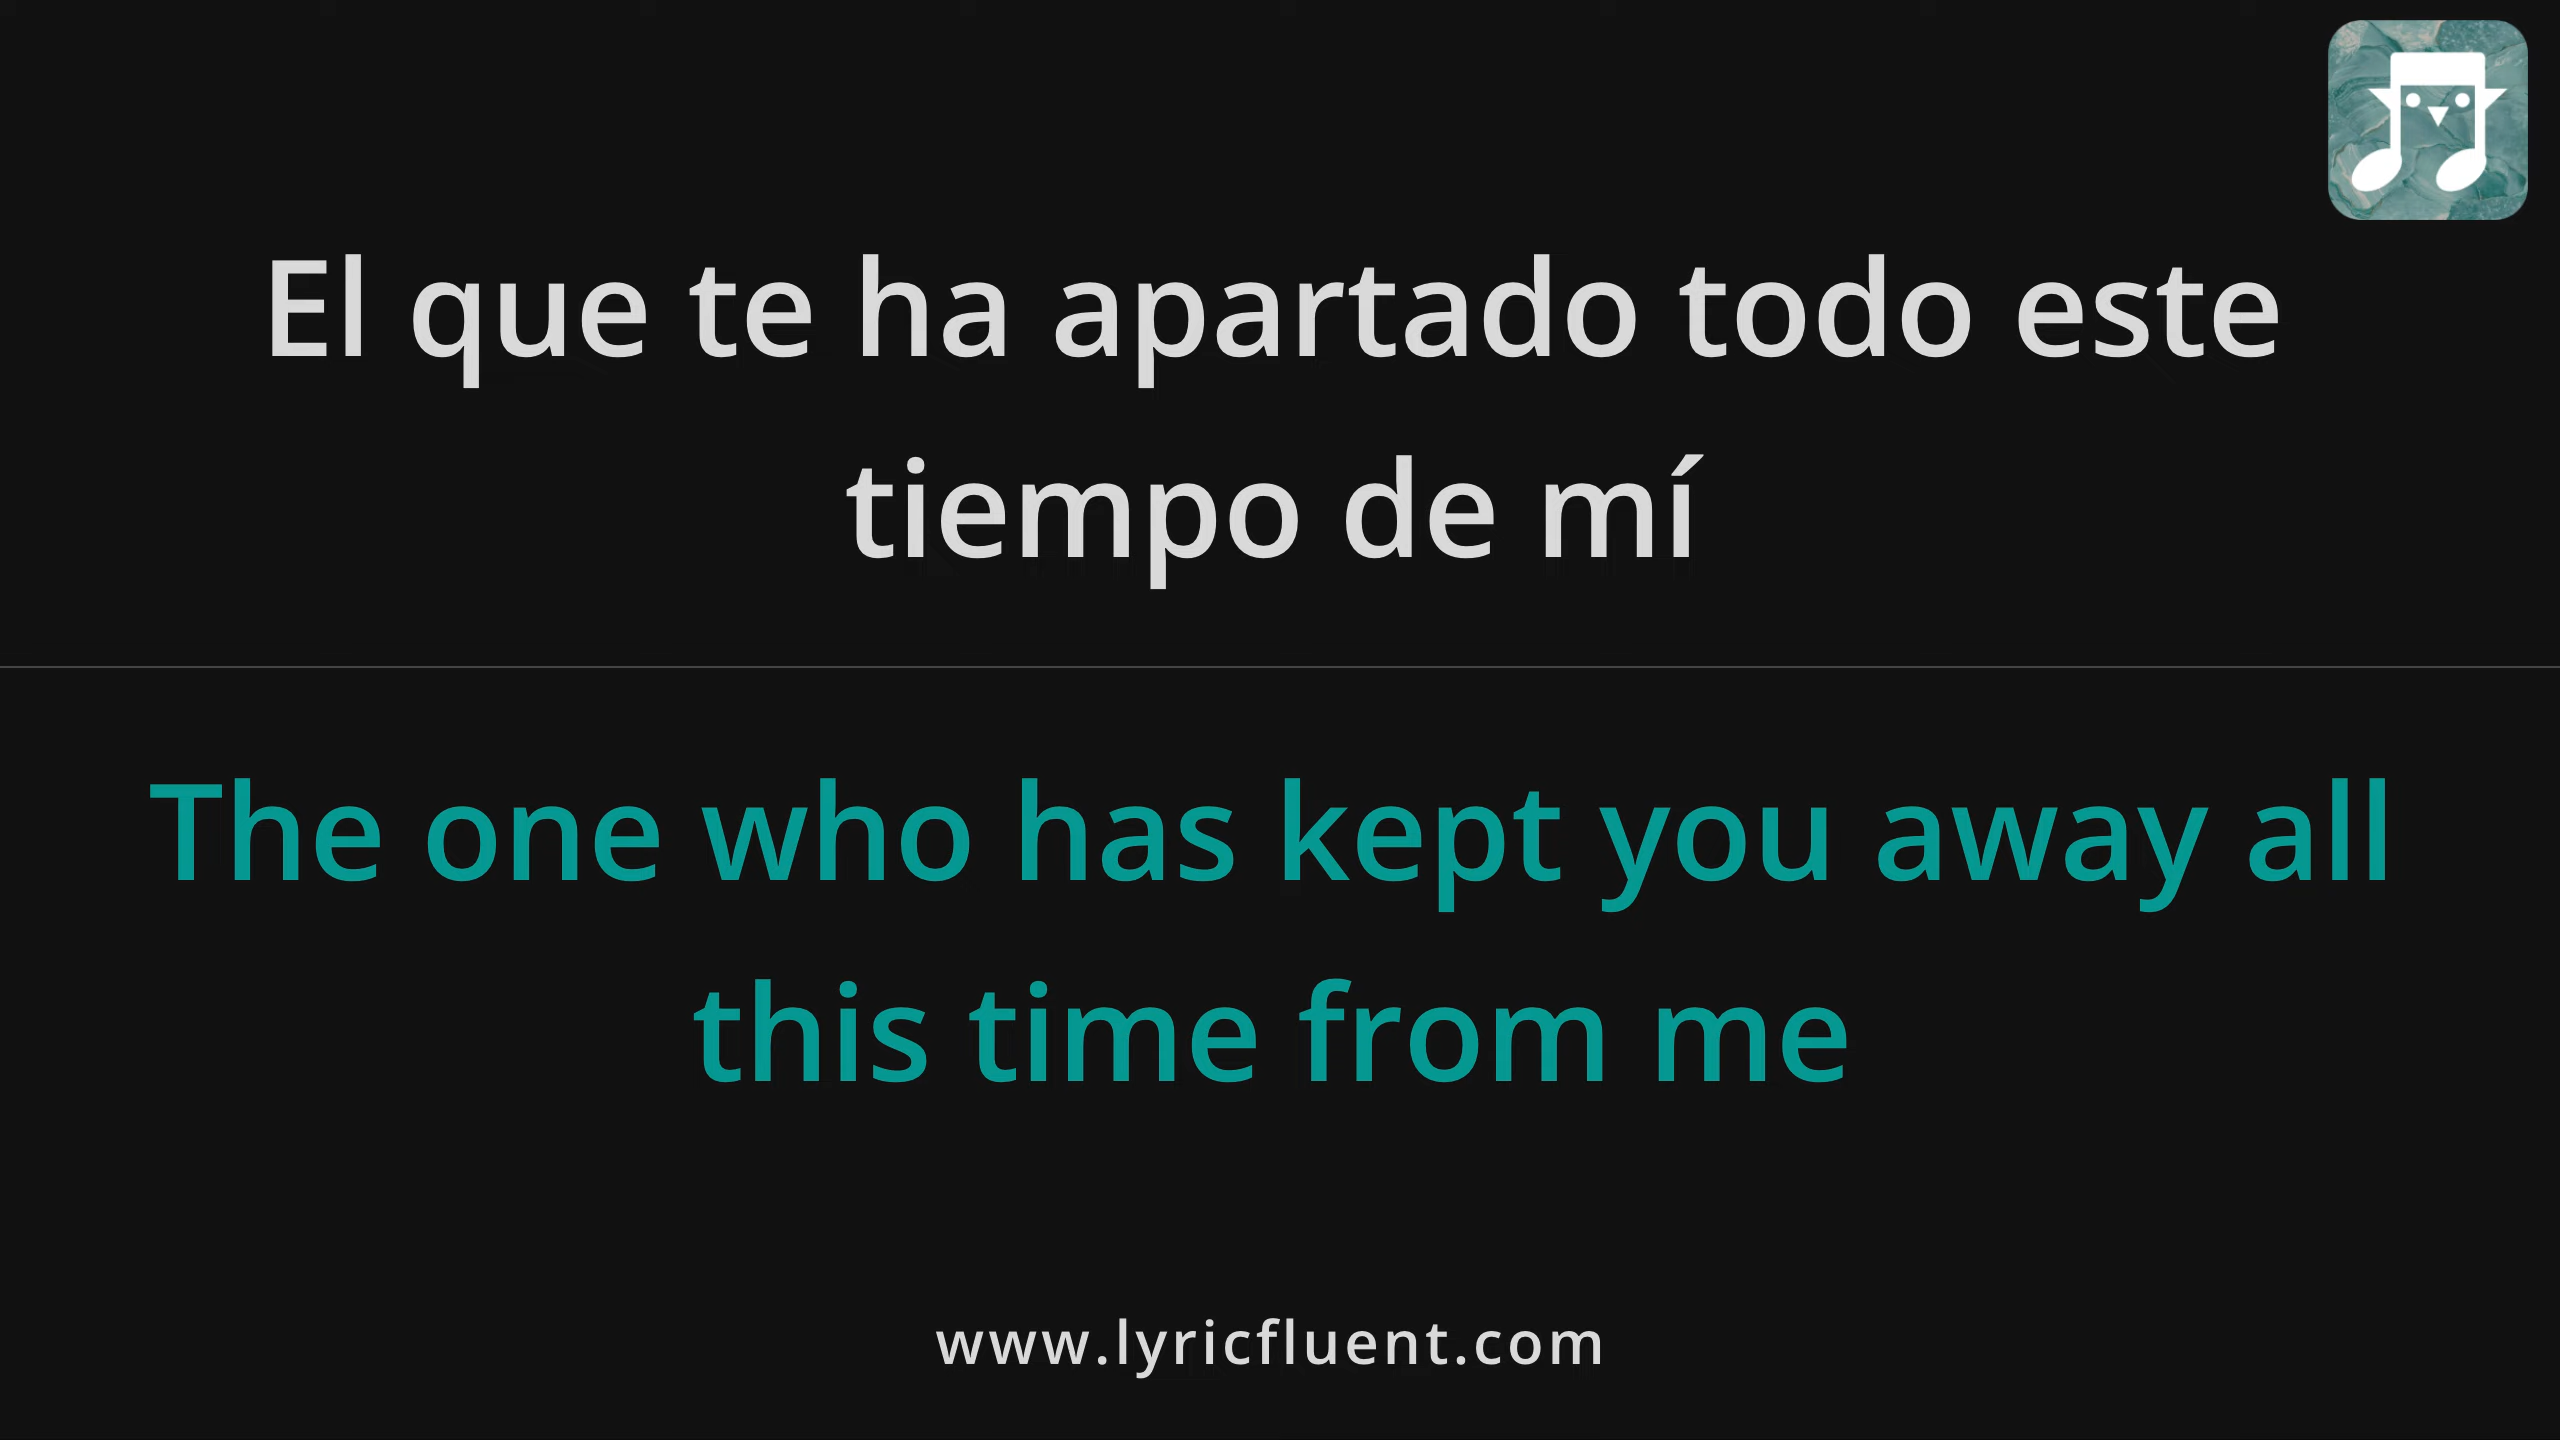 El que te ha apartado todo este
tiempo de mí
The one who has kept you away all
this time from me
www.lyricfluent.com